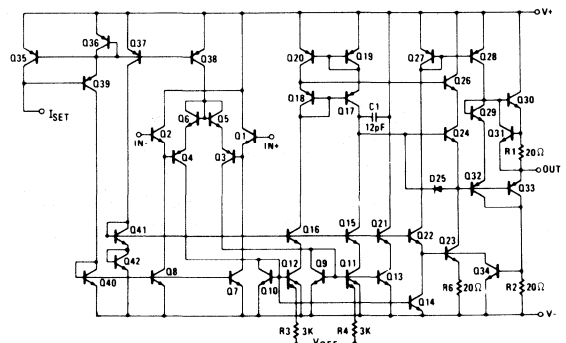 V+
Q36
Q37
Q35
Q38
Q20
Q19
Q27
Q28
Q39
Q26
Q18
Q17
Q29
Q30
ISET
Q6
Q5
C1
12pF
Q2
Q1
Q24
Q31
R1
20Ω
IN-
IN+
Q4
Q3
OUT
D25
Q32
Q33
Q41
Q16
Q15
Q21
Q22
Q42
Q12
Q9
Q11
Q23
Q40
Q8
Q7
Q10
Q13
Q34
R6
20Ω
R2
20Ω
Q14
V-
R3
3K
R4
3K